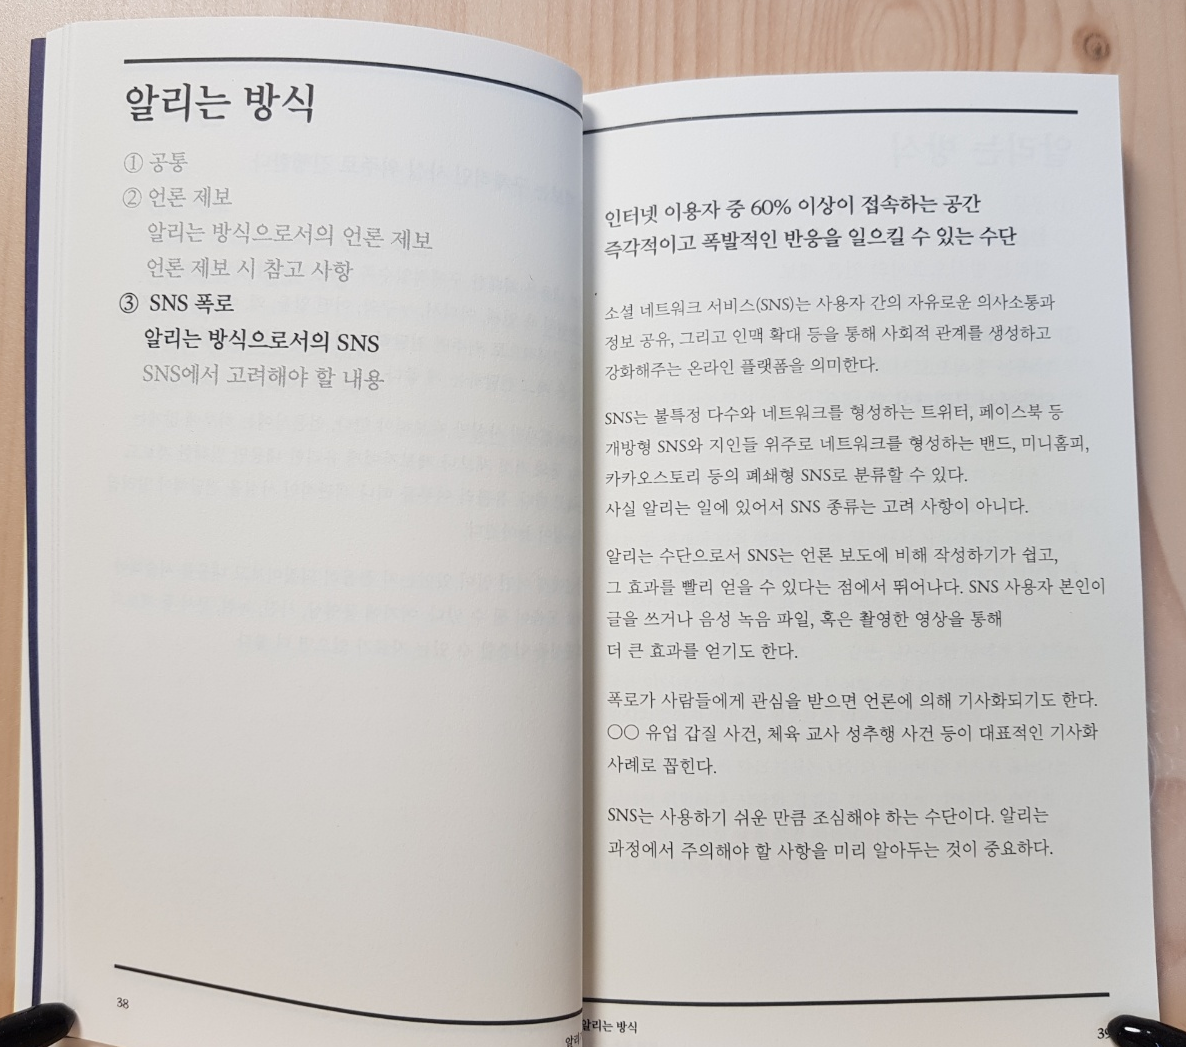 알리는 방식
① 공통
② 언론 제보
알리는 방식으로서의 언론 제보
언론 제보 시 참고 사항
③ SNS 폭로
알리는 방식으로서의 SNS
SNS에서 고려해야 할 내용
38
인터넷 이용자 중 60% 이상이 접속하는 공간
즉각적이고 폭발적인 반응을 일으킬 수 있는 수단
소셜 네트워크 서비스(SNS)는 사용자 간의 자유로운 의사소통과
정보 공유, 그리고 인맥 확대 등을 통해 사회적 관계를 생성하고
강화해주는 온라인 플랫폼을 의미한다.
SNS는 불특정 다수와 네트워크를 형성하는 트위터, 페이스북 등
개방형 SNS와 지인들 위주로 네트워크를 형성하는 밴드, 미니홈피,
카카오스토리 등의 폐쇄형 SNS로 분류할 수 있다.
사실 알리는 일에 있어서 SNS 종류는 고려 사항이 아니다.
알리는 수단으로서 SNS는 언론 보도에 비해 작성하기가 쉽고,
그 효과를 빨리 얻을 수 있다는 점에서 뛰어나다. SNS 사용자 본인이
글을 쓰거나 음성 녹음 파일, 혹은 촬영한 영상을 통해
더 큰 효과를 얻기도 한다.
폭로가 사람들에게 관심을 받으면 언론에 의해 기사화되기도 한다.
○○ 유업 갑질 사건, 체육 교사 성추행 사건 등이 대표적인 기사화
사례로 꼽힌다.
SNS는 사용하기 쉬운 만큼 조심해야 하는 수단이다. 알리는
과정에서 주의해야 할 사항을 미리 알아두는 것이 중요하다.
알리는 방식
39